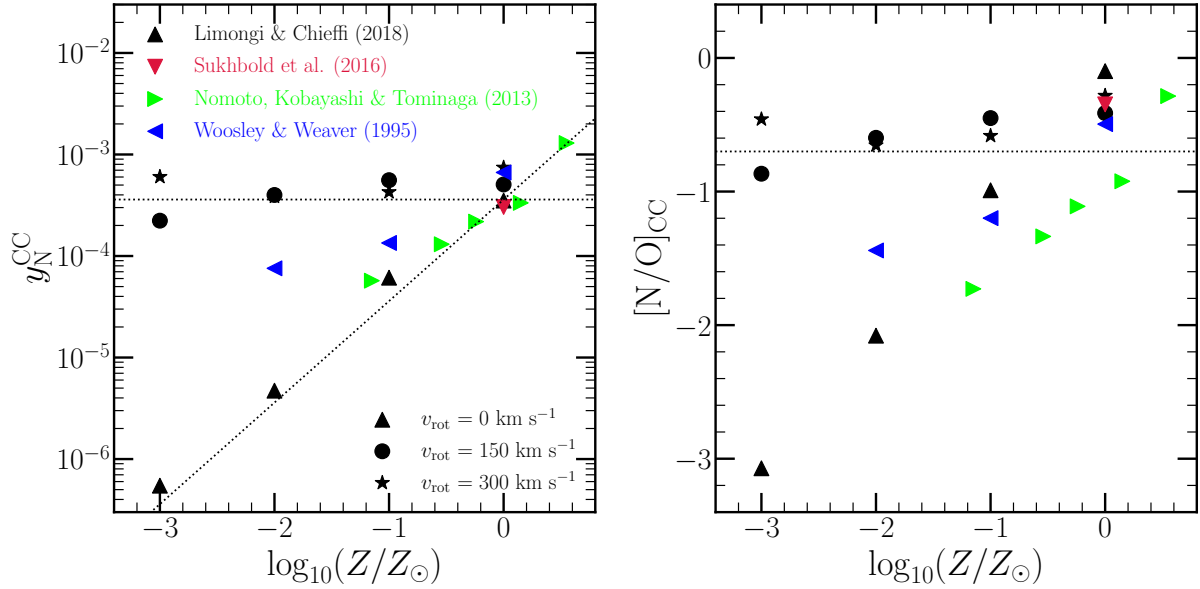 Limongi & Chieffi (2018)
Sukhbold et al. (2016)
Nomoto, Kobayashi & Tominaga (2013)
Woosley & Weaver (1995)
10⁻²
10⁻³
10⁻⁴
10⁻⁵
10⁻⁶
y_N^CC
v_rot = 0 km s⁻¹
v_rot = 150 km s⁻¹
v_rot = 300 km s⁻¹
−3 −2 −1 0
log₁₀(Z/Z☉)
0
−1
−2
−3
[N/O]_CC
−3 −2 −1 0
log₁₀(Z/Z☉)